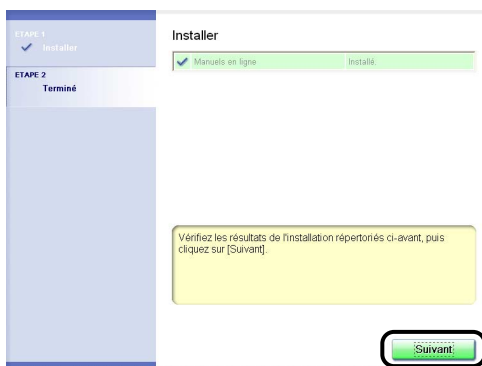 ETAPE 1
Installer
ETAPE 2
Terminé
Installer
Manuels en ligne Installé.
Vérifiez les résultats de l'installation répertoriés ci-avant, puis
cliquez sur [Suivant].
Suivant